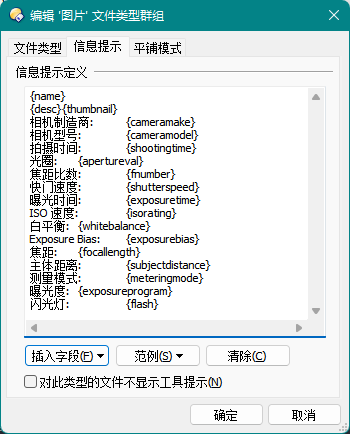 编辑 '图片' 文件类型群组
文件类型 信息提示 平铺模式
信息提示定义
{name}
{desc}{thumbnail}
相机制造商: {cameramake}
相机型号: {cameramodel}
拍摄时间: {shootingtime}
光圈: {apertureval}
焦距比数: {fnumber}
快门速度: {shutterspeed}
曝光时间: {exposuretime}
ISO 速度: {isorating}
白平衡: {whitebalance}
Exposure Bias: {exposurebias}
焦距: {focallength}
主体距离: {subjectdistance}
测量模式: {meteringmode}
曝光度: {exposureprogram}
闪光灯: {flash}
插入字段(F) 范例(S) 清除(C)
对此类型的文件不显示工具提示(N)
确定 取消